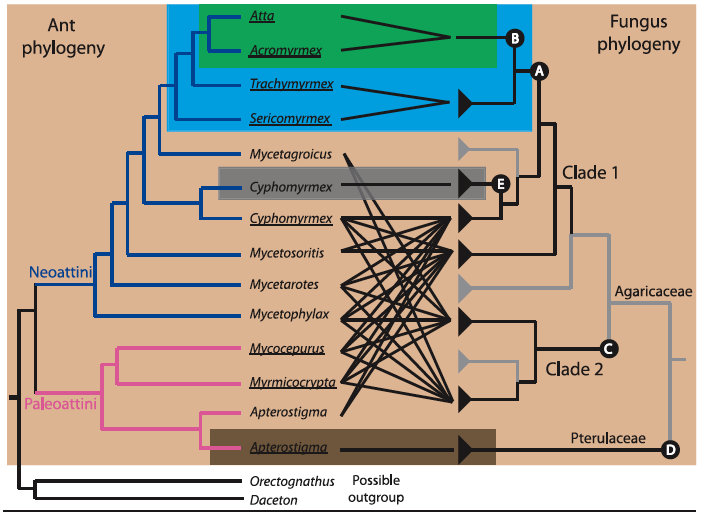 Ant
phylogeny
Fungus
phylogeny
Atta
Acromyrmex
Trachymyrmex
Sericomyrmex
Mycetagroicus
Cyphomyrmex
Cyphomyrmex
Mycetosoritis
Mycetarotes
Mycetophylax
Mycocepurus
Myrmicocrypta
Apterostigma
Apterostigma
Orectognathus
Daceton
Possible
outgroup
Neoattini
Paleoattini
B
A
E
Clade 1
Agaricaceae
C
Clade 2
Pterulaceae
D